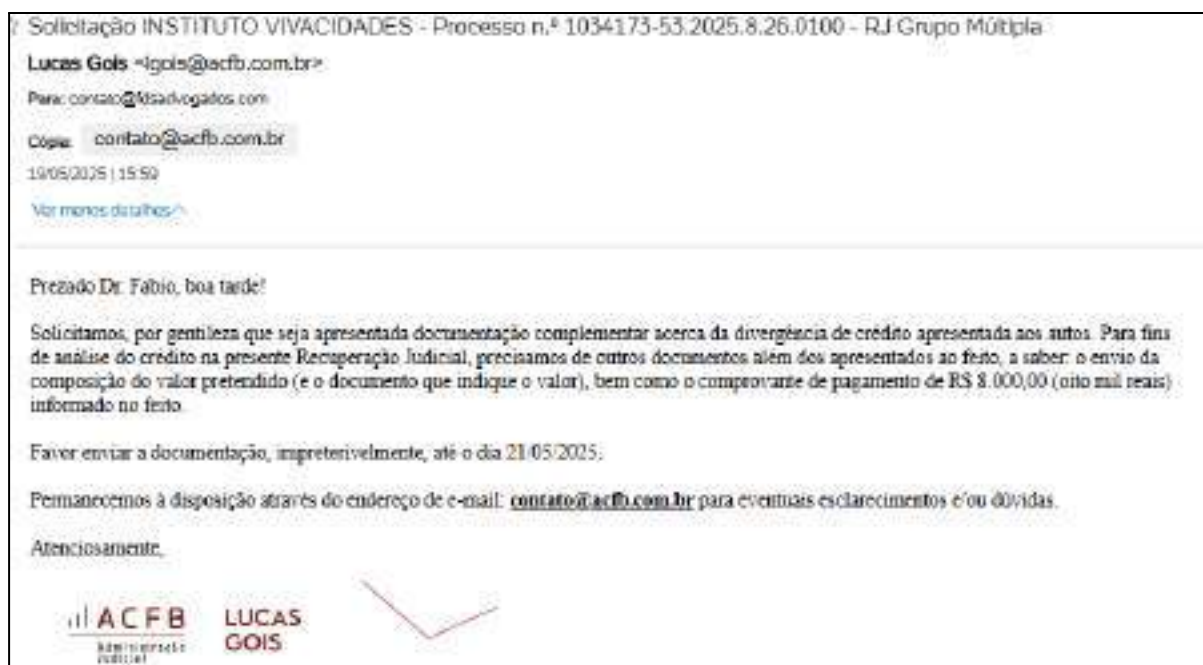 Solicitação INSTITUTO VIVACIDADES - Processo n.º 1034173-53.2025.8.26.0100 - RJ Grupo Múltipla
Lucas Gois <lgois@acfb.com.br>
Para: contato@fdsadvogados.com
Cópia: contato@acfb.com.br
19/05/2025 | 15:59
Ver menos detalhes
Prezado Dr. Fabio, boa tarde!
Solicitamos, por gentileza que seja apresentada documentação complementar acerca da divergência de crédito apresentada aos autos. Para fins
de análise do crédito na presente Recuperação Judicial, precisamos de outros documentos além dos apresentados ao feito, a saber: o envio da
composição do valor pretendido (e o documento que indique o valor), bem como o comprovante de pagamento de R$ 8.000,00 (oito mil reais)
informado no feito.
Favor enviar a documentação, impreterivelmente, até o dia 21/05/2025.
Permanecemos à disposição através do endereço de e-mail: contato@acfb.com.br para eventuais esclarecimentos e/ou dúvidas.
Atenciosamente,
ACFB
Administração
Judicial
LUCAS
GOIS